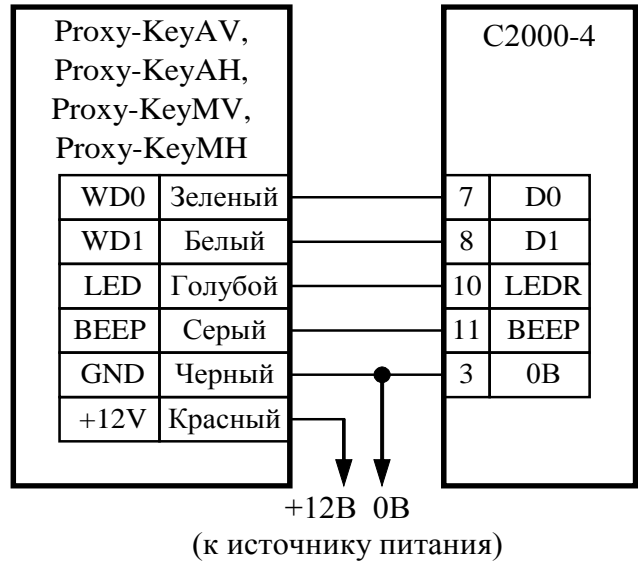 Proxy-KeyAV,
Proxy-KeyAH,
Proxy-KeyMV,
Proxy-KeyMH
С2000-4
WD0 Зеленый 7 D0
WD1 Белый 8 D1
LED Голубой 10 LEDR
BEEP Серый 11 BEEP
GND Черный 3 0В
+12V Красный
+12В 0В
(к источнику питания)